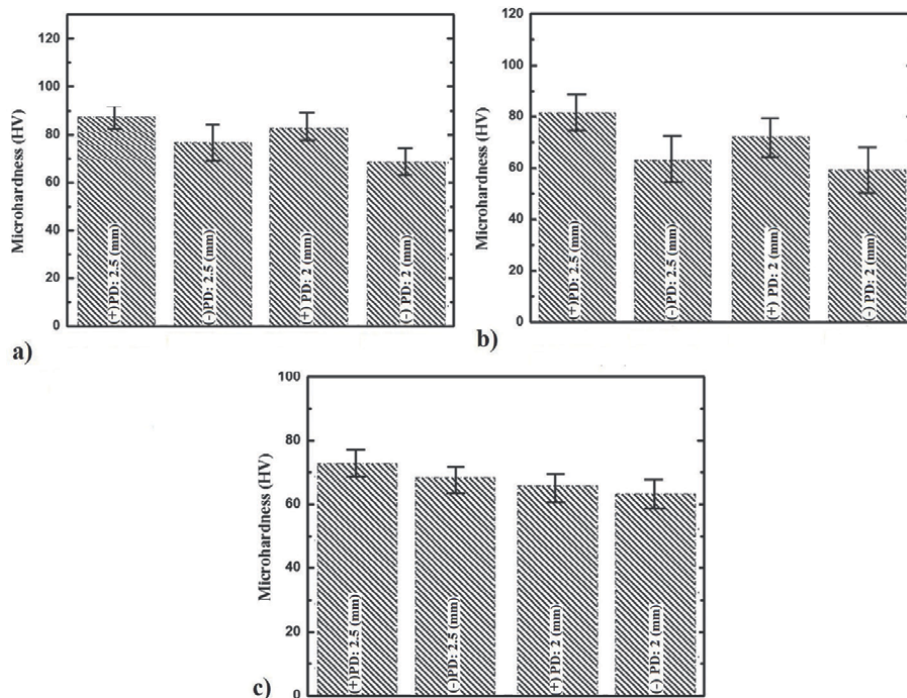 120
100
80
60
40
20
0
Microhardness (HV)
(+)PD: 2.5 (mm)
(-)PD: 2.5 (mm)
(+) PD: 2 (mm)
(-) PD: 2 (mm)
a)
120
100
80
60
40
20
0
Microhardness (HV)
(+)PD: 2.5 (mm)
(-)PD: 2.5 (mm)
(+) PD: 2 (mm)
(-) PD: 2 (mm)
b)
100
80
60
40
20
0
Microhardness (HV)
(+)PD: 2.5 (mm)
(-)PD: 2.5 (mm)
(+) PD: 2 (mm)
(-) PD: 2 (mm)
c)